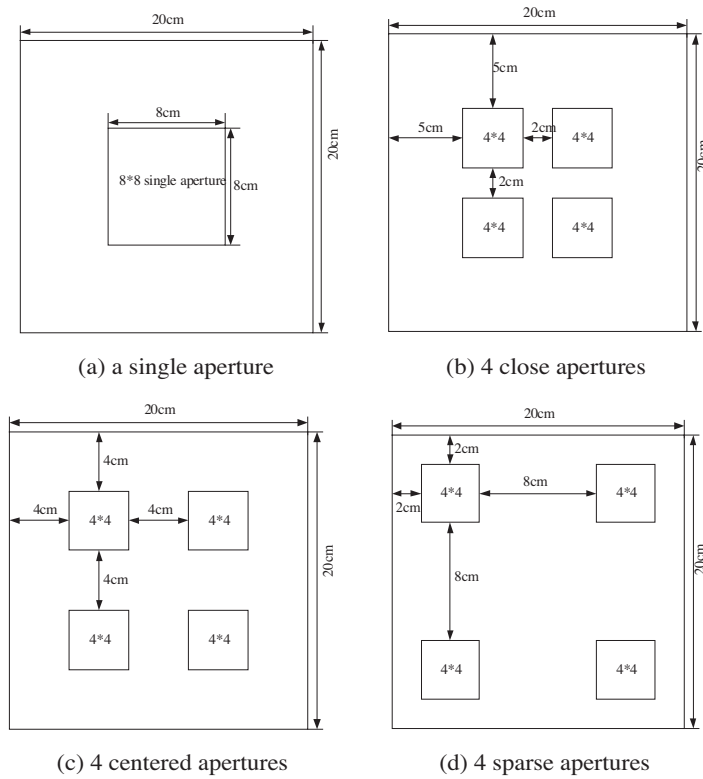 20cm
20cm
8cm
8*8 single aperture
8cm
(a) a single aperture
20cm
20cm
5cm
5cm
4*4
2cm
4*4
2cm
4*4
4*4
(b) 4 close apertures
20cm
20cm
4cm
4cm
4*4
4cm
4*4
4cm
4*4
4*4
(c) 4 centered apertures
20cm
20cm
2cm
2cm
4*4
8cm
4*4
8cm
4*4
4*4
(d) 4 sparse apertures